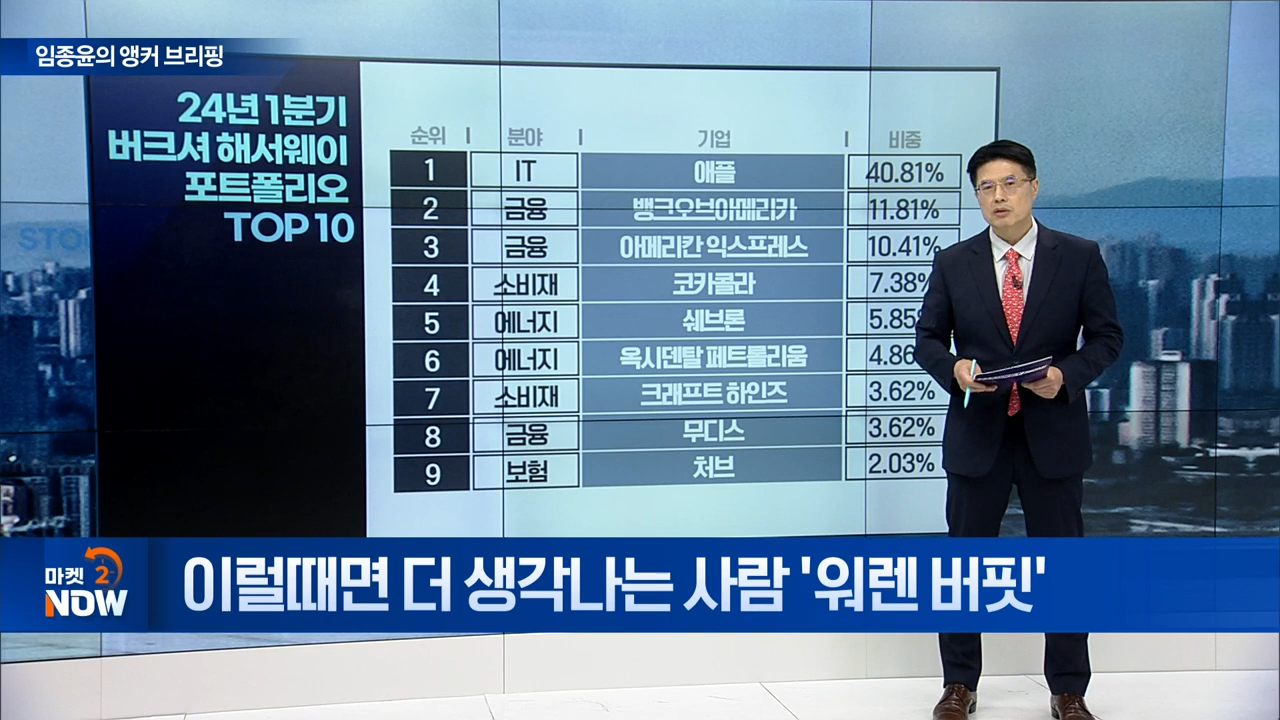 임종윤의 앵커 브리핑
24년 1분기
버크셔 해서웨이
포트폴리오
TOP 10
순위 | 분야 | 기업 | 비중
1 IT 애플 40.81%
2 금융 뱅크오브아메리카 11.81%
3 금융 아메리칸 익스프레스 10.41%
4 소비재 코카콜라 7.38%
5 에너지 쉐브론 5.85%
6 에너지 옥시덴탈 페트롤리움 4.86
7 소비재 크래프트 하인즈 3.62%
8 금융 무디스 3.62%
9 보험 처브 2.03%
마켓 2
NOW
이럴때면 더 생각나는 사람 '워렌 버핏'